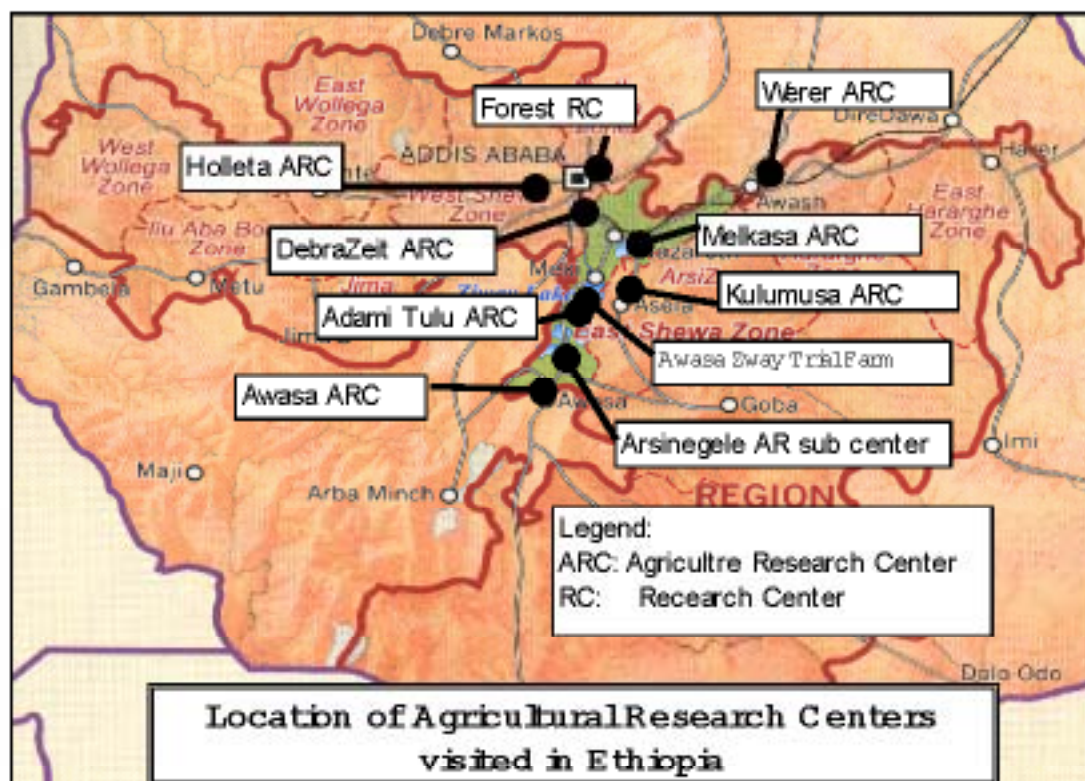 Debre Markos
East
Wollega
Zone
Forest RC
Werer ARC
DireDawa
West
Wollega
Zone
ADDIS ABABA
Harer
Holleta ARC
West Shewa
Zone
Awash
East
Hararghe
Zone
Zone
DebraZeit ARC
Melkasa ARC
Gambela
Metu
Jima
Kulumusa ARC
Adami Tulu ARC
Asela
East Shewa Zone
Awasa Zway Trial Farm
Awasa ARC
Awasa
Goba
Arsinegele AR sub center
Imi
Maji
Arba Minch
REGION
Legend:
ARC: Agricultre Research Center
RC: Recearch Center
Dolo Odo
Location of Agricultural Research Centers
visited in Ethiopia